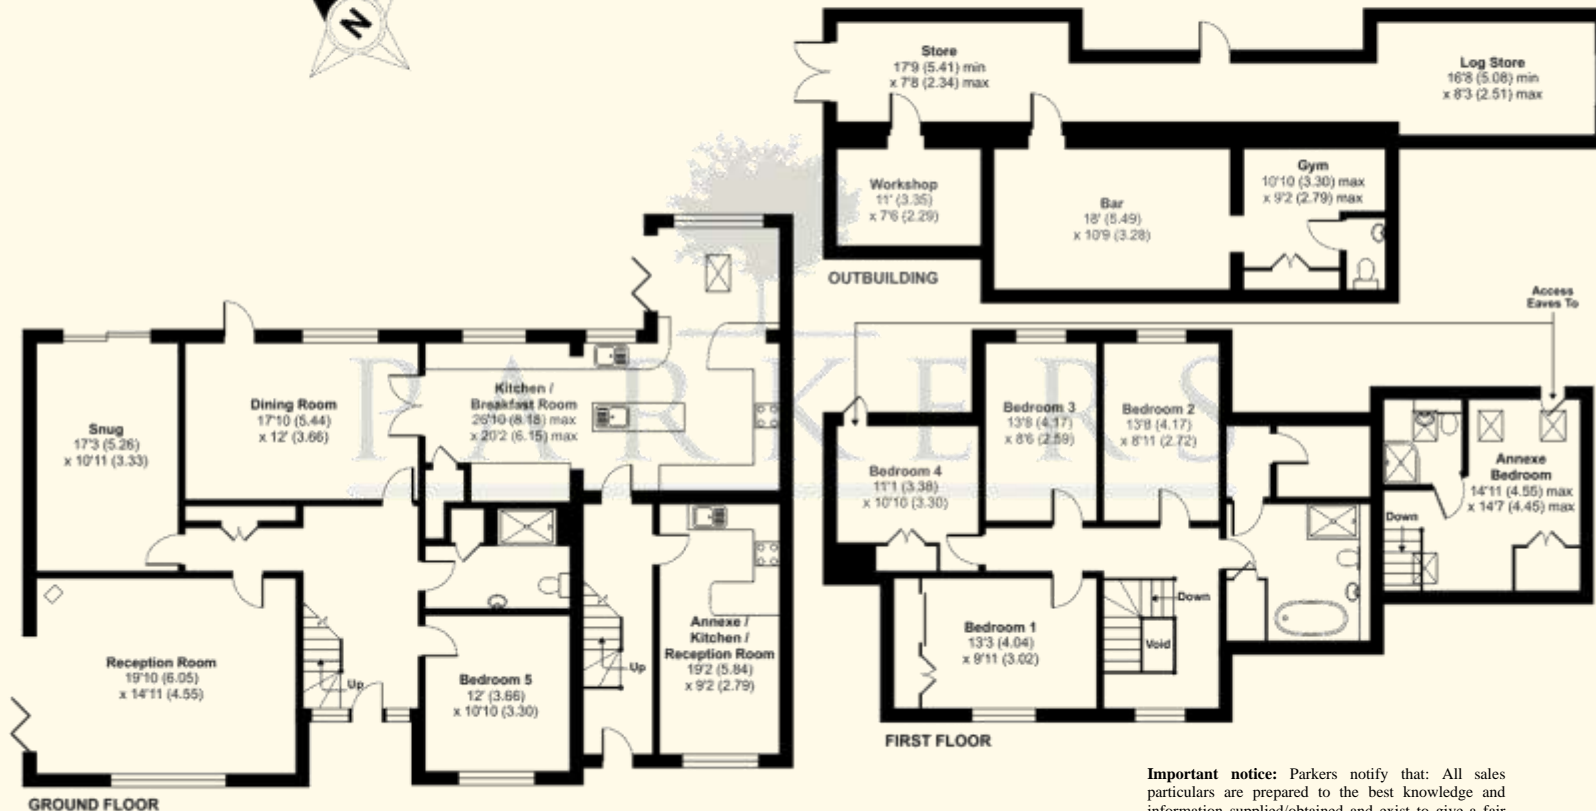 N
Store
17'9 (5.41) min
x 7'8 (2.34) max
Log Store
16'8 (5.08) min
x 8'3 (2.51) max
Workshop
11' (3.35)
x 7'6 (2.29)
Bar
18' (5.49)
x 10'9 (3.28)
Gym
10'10 (3.30) max
x 9'2 (2.79) max
OUTBUILDING
Access
Eaves To
PARKERS
Snug
17'3 (5.26)
x 10'11 (3.33)
Dining Room
17'10 (5.44)
x 12' (3.66)
Kitchen /
Breakfast Room
26'10 (8.18) max
x 20'2 (6.15) max
Reception Room
19'10 (6.05)
x 14'11 (4.55)
Up
Bedroom 5
12' (3.66)
x 10'10 (3.30)
Up
Annexe /
Kitchen /
Reception Room
19'2 (5.84)
x 9'2 (2.79)
GROUND FLOOR
Bedroom 3
13'8 (4.17)
x 8'6 (2.59)
Bedroom 2
13'8 (4.17)
x 8'11 (2.72)
Bedroom 4
11'1 (3.38)
x 10'10 (3.30)
Annexe
Bedroom
14'11 (4.55) max
x 14'7 (4.45) max
Down
Bedroom 1
13'3 (4.04)
x 9'11 (3.02)
Down
Void
FIRST FLOOR
Important notice: Parkers notify that: All sales
particulars are prepared to the best knowledge and
information supplied/obtained and exist to give a fair